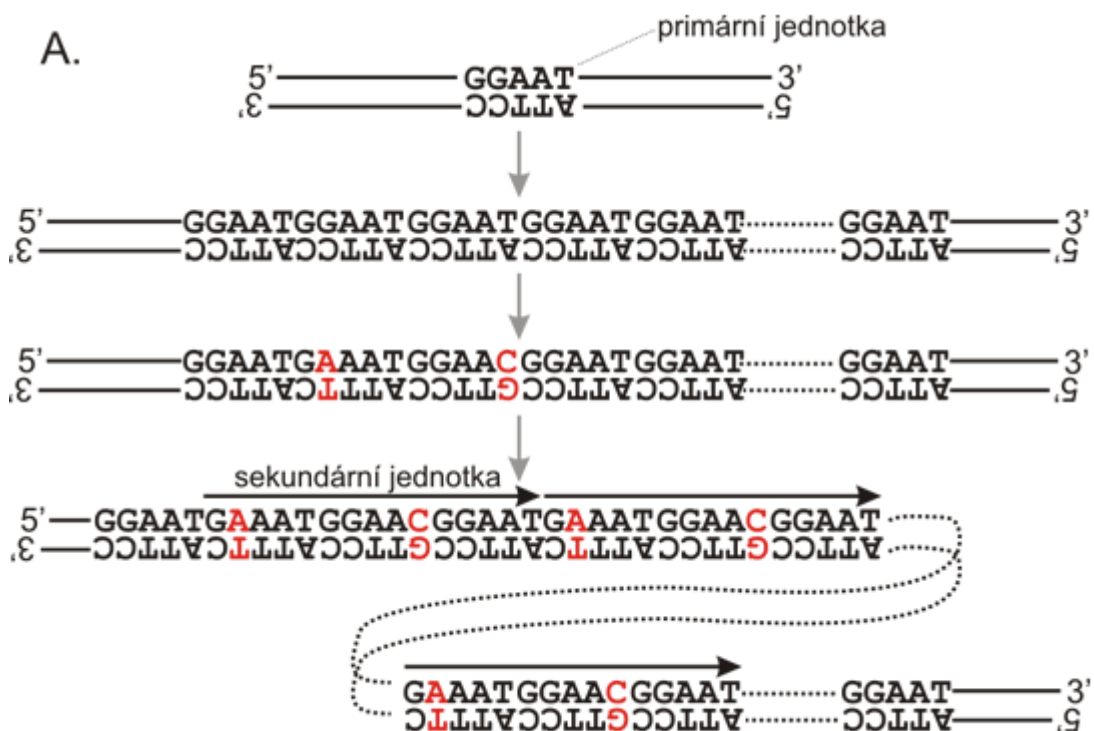 A.
primární jednotka
5' GGAAT 3'
3' CCTTA 5'
5' GGAATGGAATGGAATGGAATGGAAT GGAAT 3'
3' CCTTACCTTACCTTACCTTACCTTA CCTTA 5'
5' GGAATGAAATGGAACGGAATGGAAT GGAAT 3'
3' CCTTACTTTACCTTGCCTTACCTTA CCTTA 5'
sekundární jednotka
5' GGAATGAAATGGAACGGAATGAAATGGAACGGAAT
3' CCTTACTTTACCTTGCCTTACTTTACCTTGCCTTA
GAAATGGAACGGAAT GGAAT 3'
CTTTACCTTGCCTTA CCTTA 5'